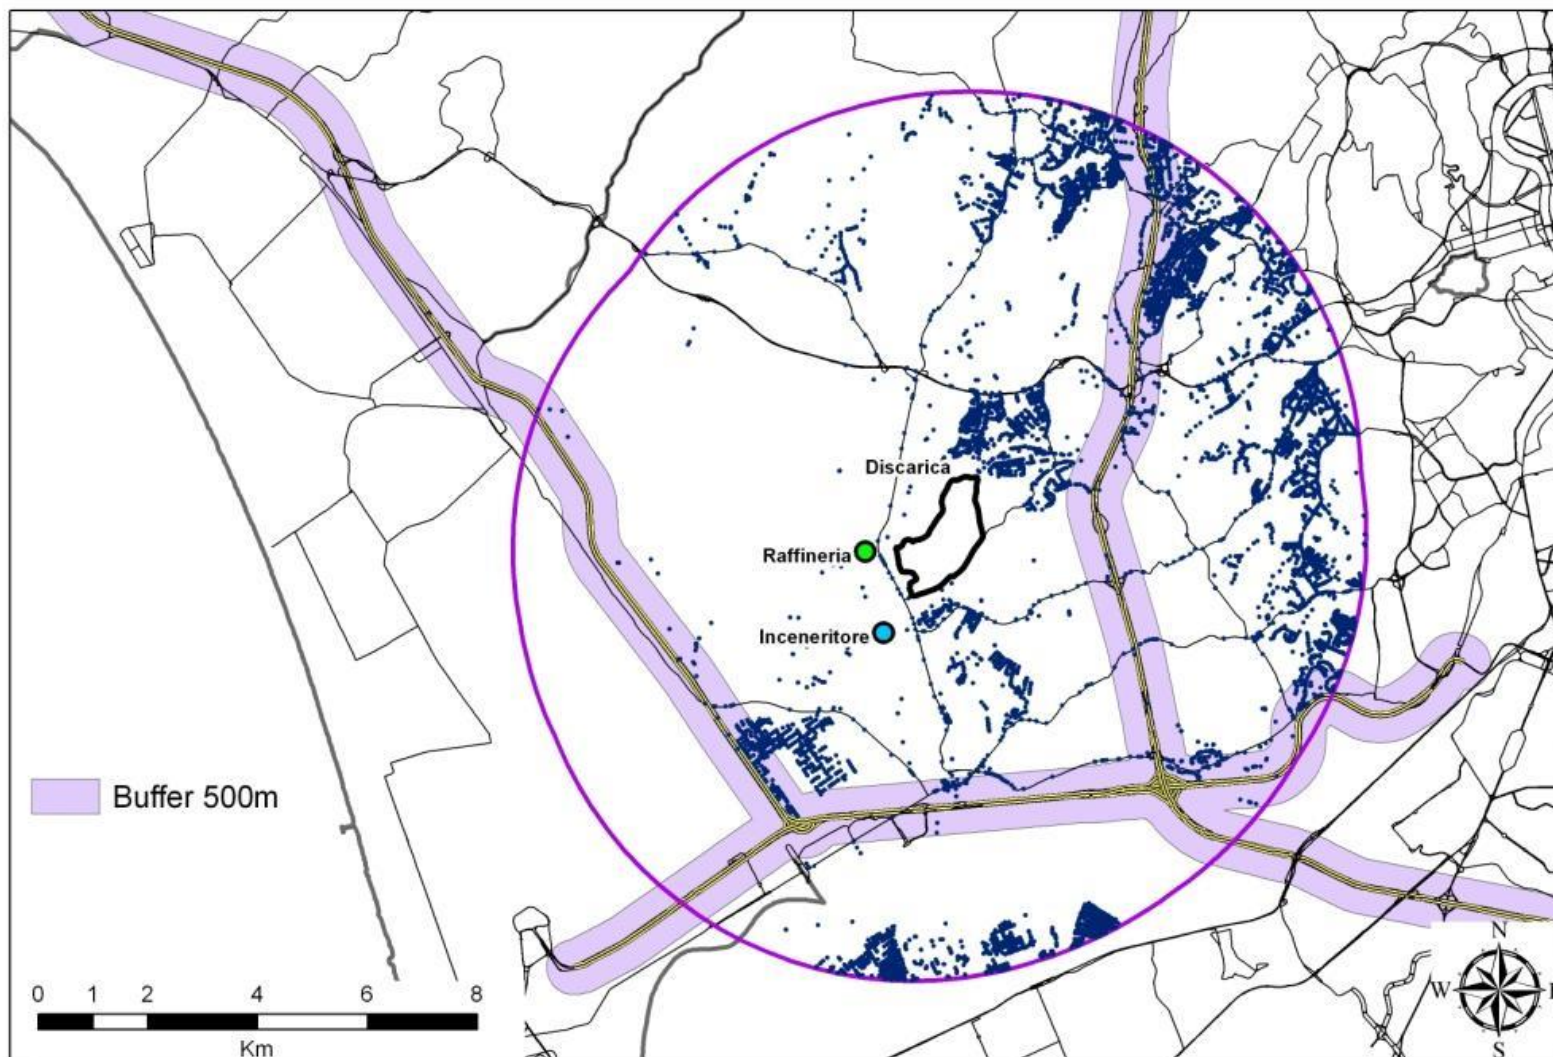 Discarica
Raffineria
Inceneritore
Buffer 500m
0 1 2 4 6 8
Km
N
W
S